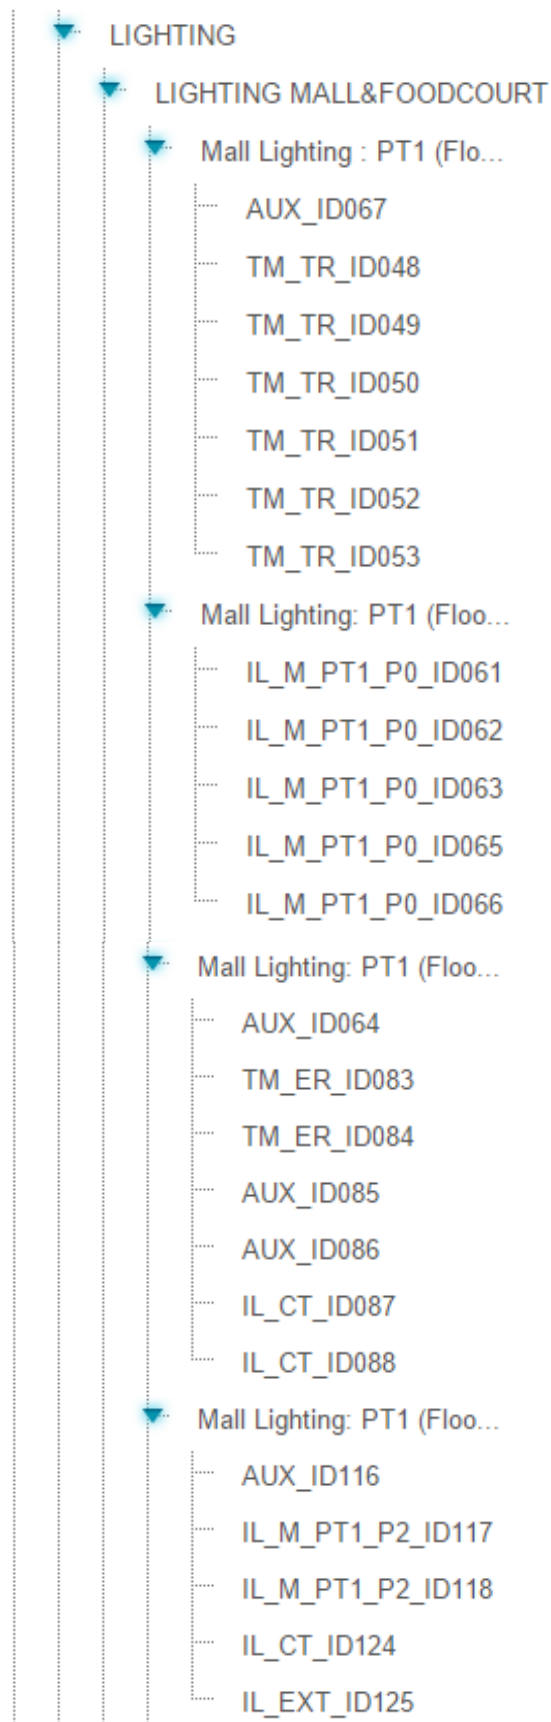 LIGHTING
LIGHTING MALL&FOODCOURT
Mall Lighting : PT1 (Flo...
AUX_ID067
TM_TR_ID048
TM_TR_ID049
TM_TR_ID050
TM_TR_ID051
TM_TR_ID052
TM_TR_ID053
Mall Lighting: PT1 (Floo...
IL_M_PT1_P0_ID061
IL_M_PT1_P0_ID062
IL_M_PT1_P0_ID063
IL_M_PT1_P0_ID065
IL_M_PT1_P0_ID066
Mall Lighting: PT1 (Floo...
AUX_ID064
TM_ER_ID083
TM_ER_ID084
AUX_ID085
AUX_ID086
IL_CT_ID087
IL_CT_ID088
Mall Lighting: PT1 (Floo...
AUX_ID116
IL_M_PT1_P2_ID117
IL_M_PT1_P2_ID118
IL_CT_ID124
IL_EXT_ID125